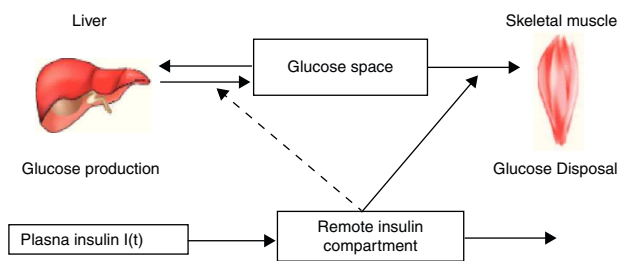 Liver
Skeletal muscle
Glucose space
Glucose production
Glucose Disposal
Plasna insulin I(t)
Remote insulin
compartment